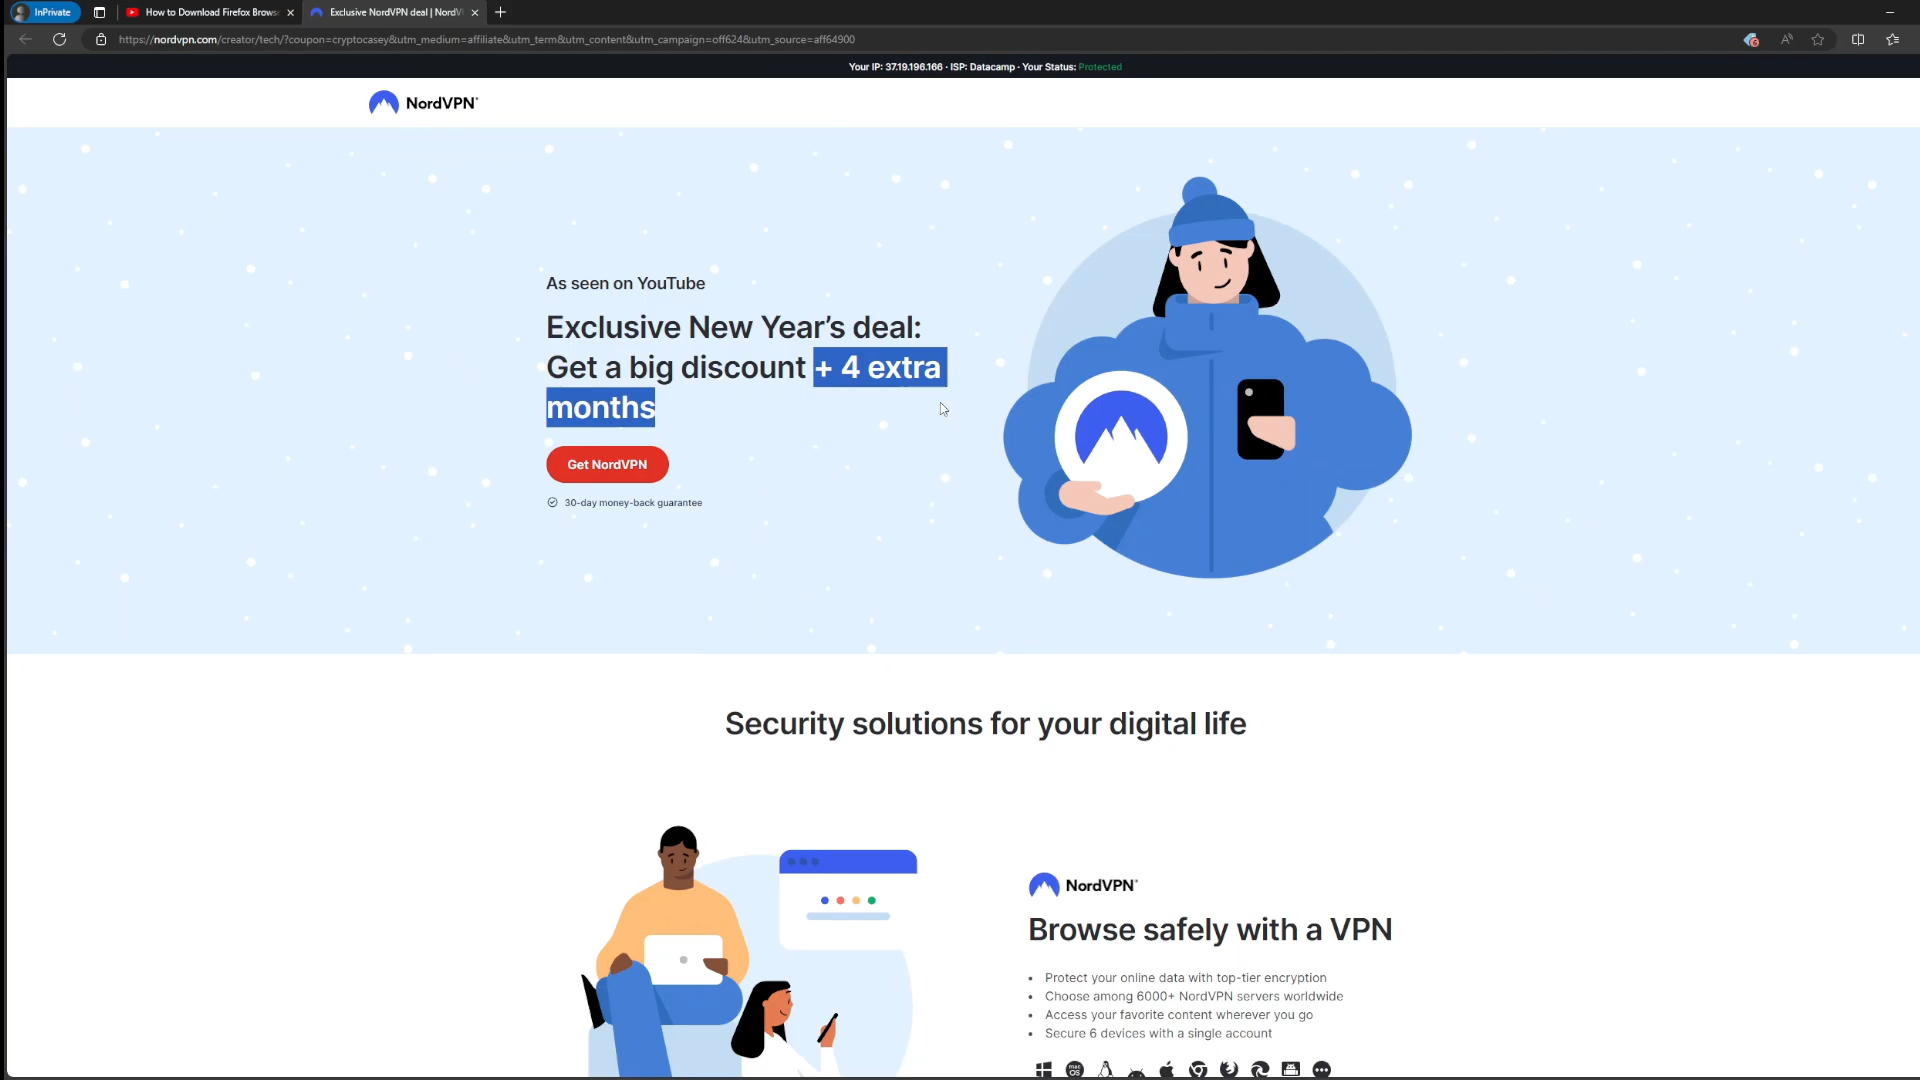 InPrivate
How to Download Firefox Brows
Exclusive NordVPN deal | NordV
https://nordvpn.com/creator/tech/?coupon=cryptocasey&utm_medium=affiliate&utm_term&utm_content&utm_campaign=off624&utm_source=aff64900
Your IP: 37.19.196.166 · ISP: Datacamp · Your Status: Protected
NordVPN®
As seen on YouTube
Exclusive New Year’s deal:
Get a big discount + 4 extra
months
Get NordVPN
30-day money-back guarantee
Security solutions for your digital life
NordVPN®
Browse safely with a VPN
• Protect your online data with top-tier encryption
• Choose among 6000+ NordVPN servers worldwide
• Access your favorite content wherever you go
• Secure 6 devices with a single account
mac OS